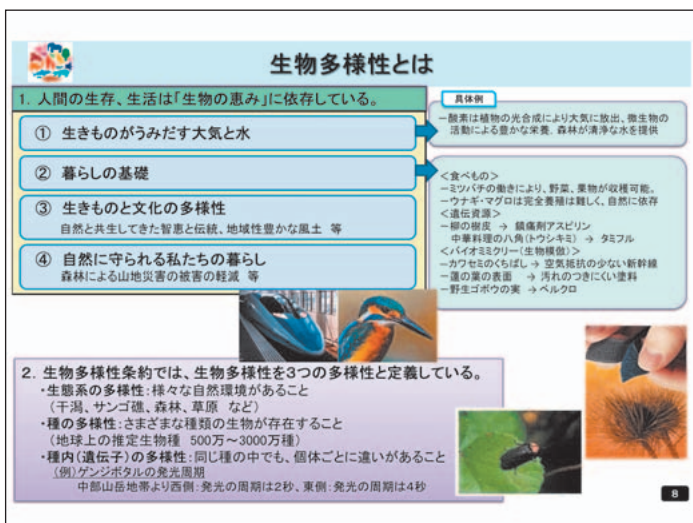 生物多様性とは
1. 人間の生存、生活は「生物の恵み」に依存している。
① 生きものがうみだす大気と水
② 暮らしの基礎
③ 生きものと文化の多様性
自然と共生してきた智恵と伝統、地域性豊かな風土 等
④ 自然に守られる私たちの暮らし
森林による山地災害の被害の軽減 等
具体例
−酸素は植物の光合成により大気に放出、微生物の
活動による豊かな栄養. 森林が清浄な水を提供
<食べもの>
−ミツバチの働きにより、野菜、果物が収穫可能。
−ウナギ・マグロは完全養殖は難しく、自然に依存
<遺伝資源>
−柳の樹皮 → 鎮痛剤アスピリン
中華料理の八角(トウシキミ) → タミフル
<バイオミミクリー(生物模倣)>
−カワセミのくちばし → 空気抵抗の少ない新幹線
−蓮の葉の表面 → 汚れのつきにくい塗料
−野生ゴボウの実 → ベルクロ
2. 生物多様性条約では、生物多様性を3つの多様性と定義している。
・生態系の多様性:様々な自然環境があること
(干潟、サンゴ礁、森林、草原 など)
・種の多様性:さまざまな種類の生物が存在すること
(地球上の推定生物種 500万〜3000万種)
・種内(遺伝子)の多様性:同じ種の中でも、個体ごとに違いがあること
(例)ゲンジボタルの発光周期
中部山岳地帯より西側:発光の周期は2秒、東側:発光の周期は4秒
8